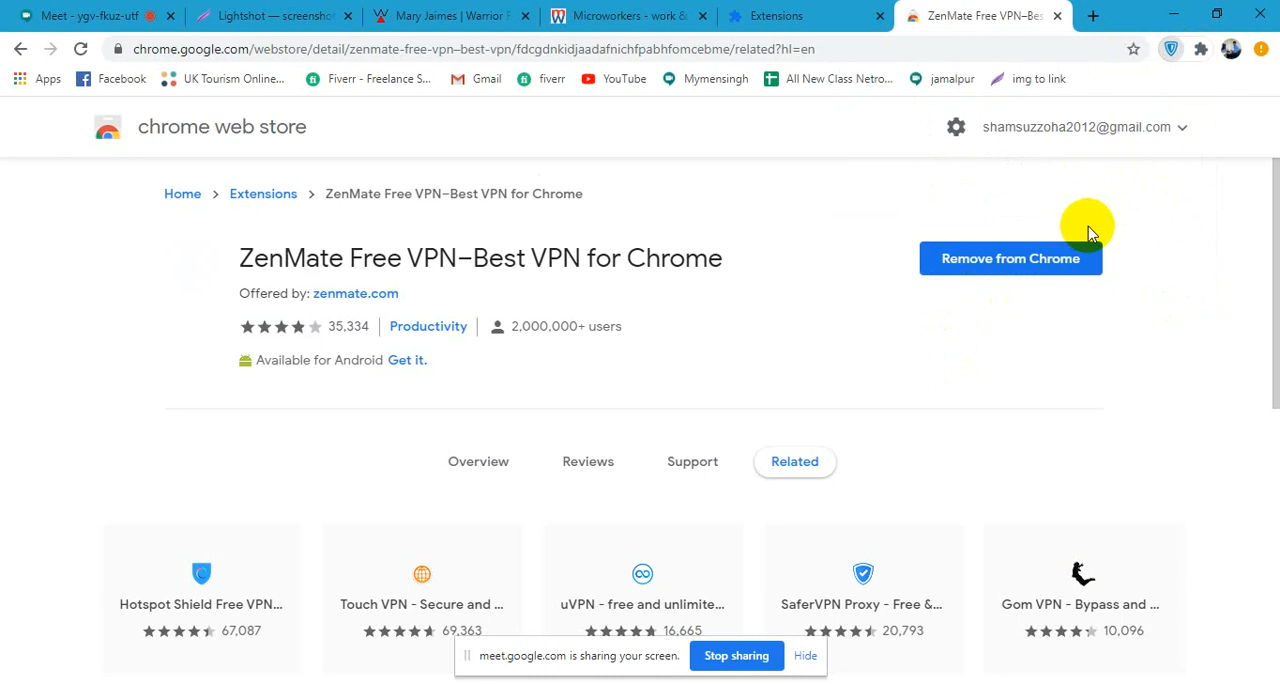 Meet - ygv-fkuz-utf
Lightshot — screensho
Mary Jaimes | Warrior F
Microworkers - work &
Extensions
ZenMate Free VPN–Bes
chrome.google.com/webstore/detail/zenmate-free-vpn–best-vpn/fdcgdnkidjaadafnichfpabhfomcebme/related?hl=en
Apps
Facebook
UK Tourism Online...
Fiverr - Freelance S...
Gmail
fiverr
YouTube
Mymensingh
All New Class Netro...
jamalpur
img to link
chrome web store
shamsuzzoha2012@gmail.com
Home > Extensions > ZenMate Free VPN–Best VPN for Chrome
ZenMate Free VPN–Best VPN for Chrome
Remove from Chrome
Offered by: zenmate.com
35,334
Productivity
2,000,000+ users
Available for Android Get it.
Overview
Reviews
Support
Related
Hotspot Shield Free VPN...
67,087
Touch VPN - Secure and ...
69,363
uVPN - free and unlimite...
16,665
SaferVPN Proxy - Free &...
20,793
Gom VPN - Bypass and ...
10,096
meet.google.com is sharing your screen.
Stop sharing
Hide